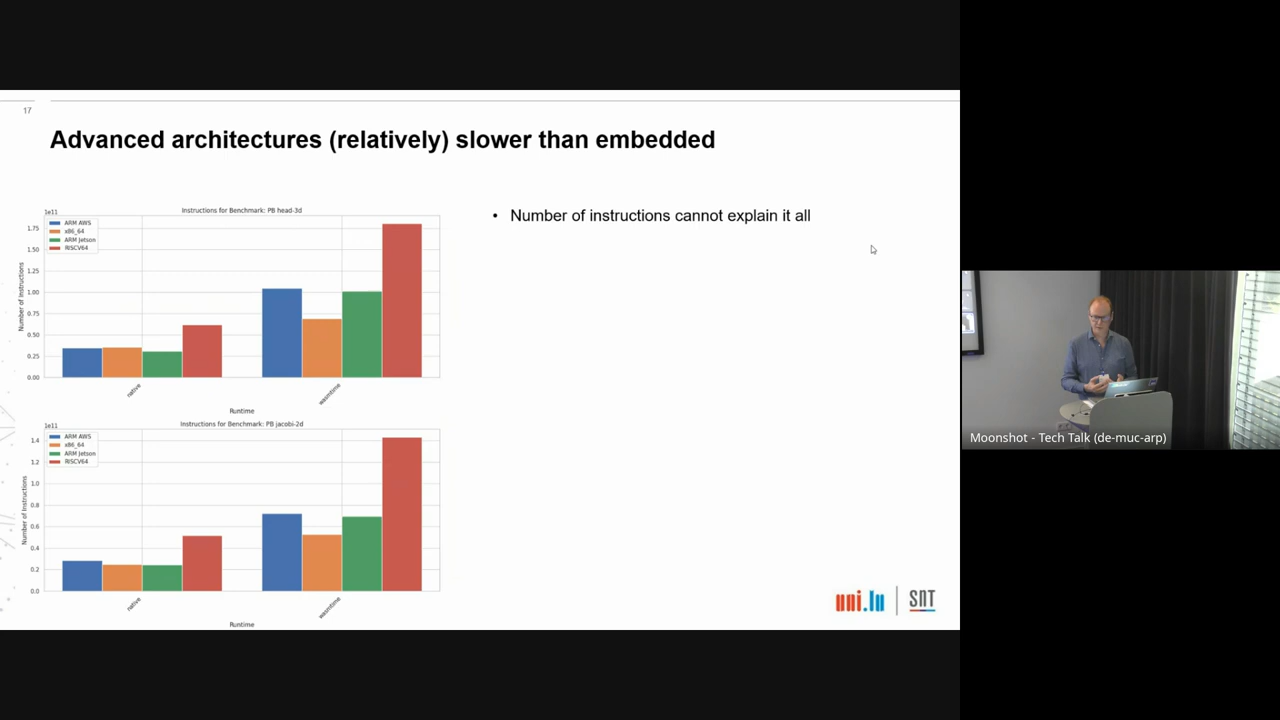 17
Advanced architectures (relatively) slower than embedded
• Number of instructions cannot explain it all
Instructions for Benchmark: PB head-3d
1e11
ARM AWS
x86_64
ARM Jetson
RISCV64
1.75
1.50
1.25
1.00
0.75
0.50
0.25
0.00
Number of Instructions
native
wasmtime
Runtime
Instructions for Benchmark: PB jacobi-2d
1e11
ARM AWS
x86_64
ARM Jetson
RISCV64
1.4
1.2
1.0
0.8
0.6
0.4
0.2
0.0
Number of Instructions
native
wasmtime
Runtime
uni.lu
SNT
Moonshot - Tech Talk (de-muc-arp)